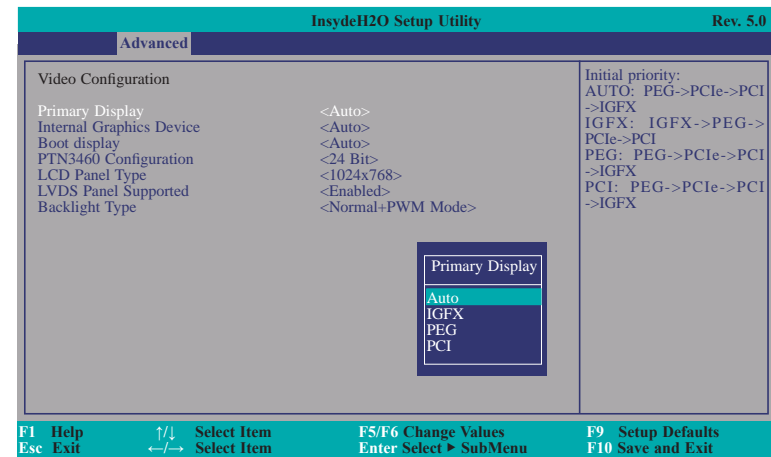 InsydeH2O Setup Utility Rev. 5.0
Advanced
Video Configuration
Primary Display <Auto>
Internal Graphics Device <Auto>
Boot display <Auto>
PTN3460 Configuration <24 Bit>
LCD Panel Type <1024x768>
LVDS Panel Supported <Enabled>
Backlight Type <Normal+PWM Mode>
Initial priority:
AUTO: PEG->PCIe->PCI
->IGFX
IGFX: IGFX->PEG->
PCIe->PCI
PEG: PEG->PCIe->PCI
->IGFX
PCI: PEG->PCIe->PCI
->IGFX
Primary Display
Auto
IGFX
PEG
PCI
F1 Help ↑/↓ Select Item F5/F6 Change Values F9 Setup Defaults
Esc Exit ←/→ Select Item Enter Select ▶ SubMenu F10 Save and Exit